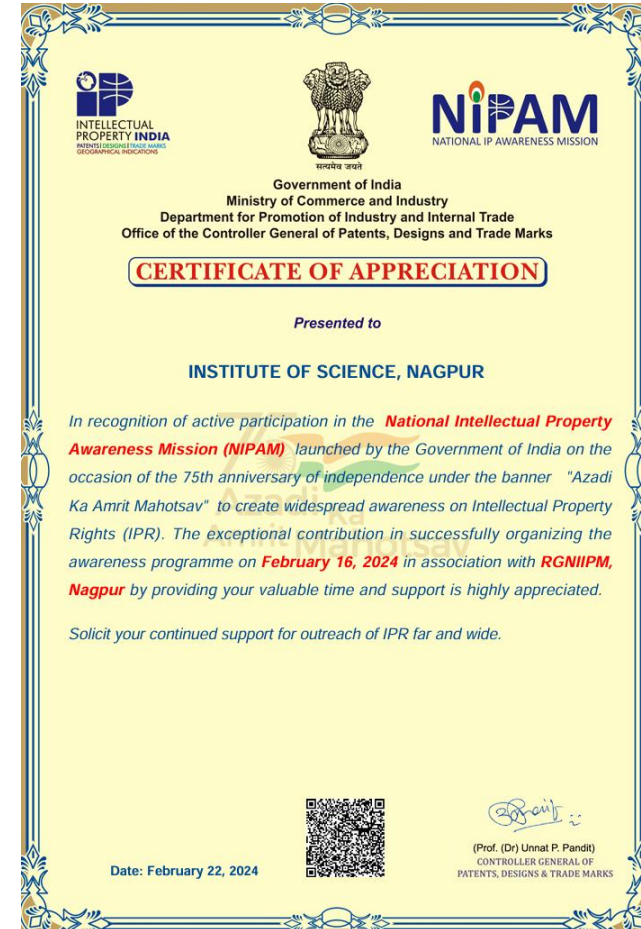 INTELLECTUAL
PROPERTY INDIA
PATENTS | DESIGNS | TRADE MARKS
GEOGRAPHICAL INDICATIONS
सत्यमेव जयते
NiPAM
NATIONAL IP AWARENESS MISSION
Government of India
Ministry of Commerce and Industry
Department for Promotion of Industry and Internal Trade
Office of the Controller General of Patents, Designs and Trade Marks
CERTIFICATE OF APPRECIATION
Presented to
INSTITUTE OF SCIENCE, NAGPUR
In recognition of active participation in the National Intellectual Property
Awareness Mission (NIPAM) launched by the Government of India on the
occasion of the 75th anniversary of independence under the banner "Azadi
Ka Amrit Mahotsav" to create widespread awareness on Intellectual Property
Rights (IPR). The exceptional contribution in successfully organizing the
awareness programme on February 16, 2024 in association with RGNIIPM,
Nagpur by providing your valuable time and support is highly appreciated.
Azadi Ka
Amrit Mahotsav
Solicit your continued support for outreach of IPR far and wide.
Date: February 22, 2024
(Prof. (Dr) Unnat P. Pandit)
CONTROLLER GENERAL OF
PATENTS, DESIGNS & TRADE MARKS